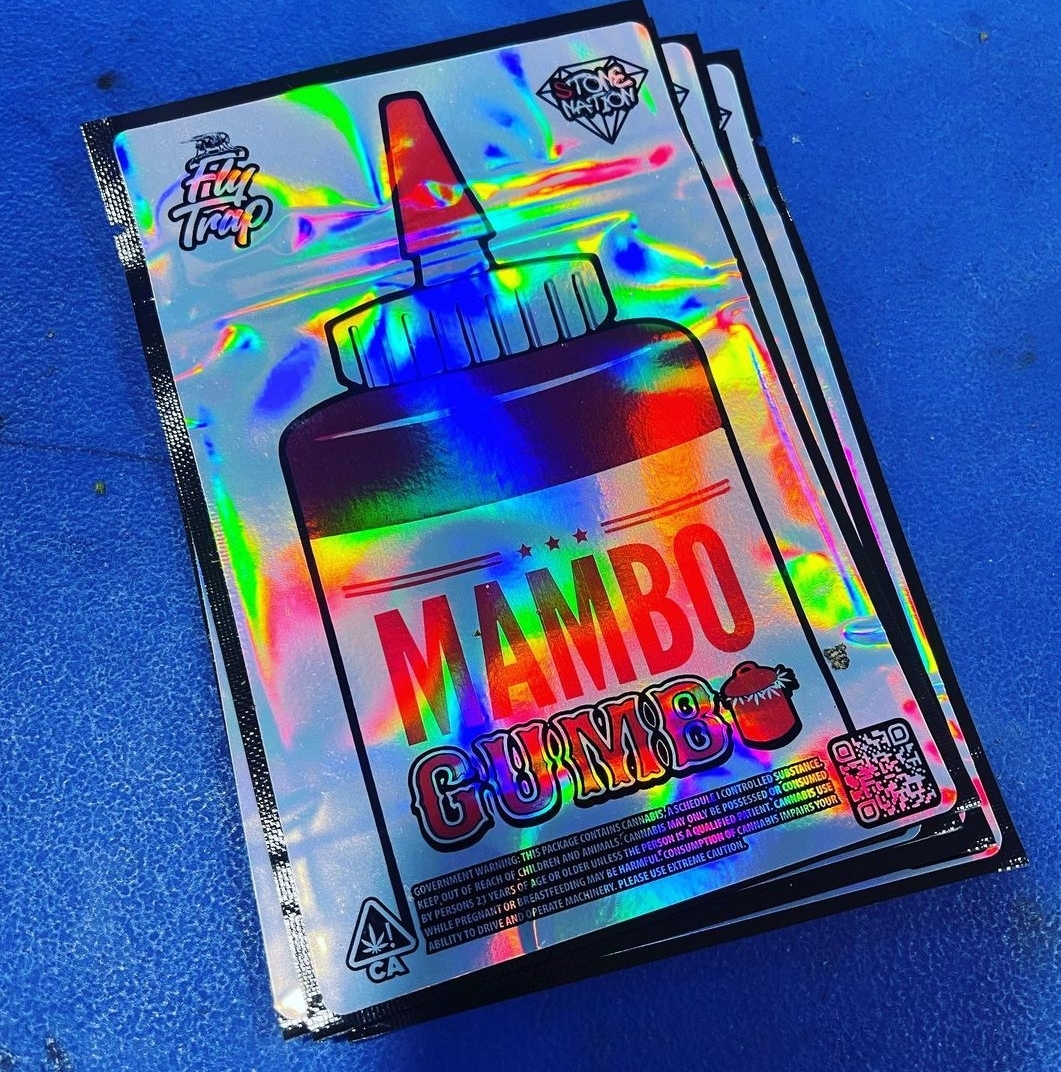 Fly
Trap
STONE
NATION
MAMBO
GUMBO
GOVERNMENT WARNING: THIS PACKAGE CONTAINS CANNABIS, A SCHEDULE I CONTROLLED SUBSTANCE.
KEEP OUT OF REACH OF CHILDREN AND ANIMALS. CANNABIS MAY ONLY BE POSSESSED OR CONSUMED
BY PERSONS 21 YEARS OF AGE OR OLDER UNLESS THE PERSON IS A QUALIFIED PATIENT. CANNABIS USE
WHILE PREGNANT OR BREASTFEEDING MAY BE HARMFUL. CONSUMPTION OF CANNABIS IMPAIRS YOUR
ABILITY TO DRIVE AND OPERATE MACHINERY. PLEASE USE EXTREME CAUTION.
!
CA